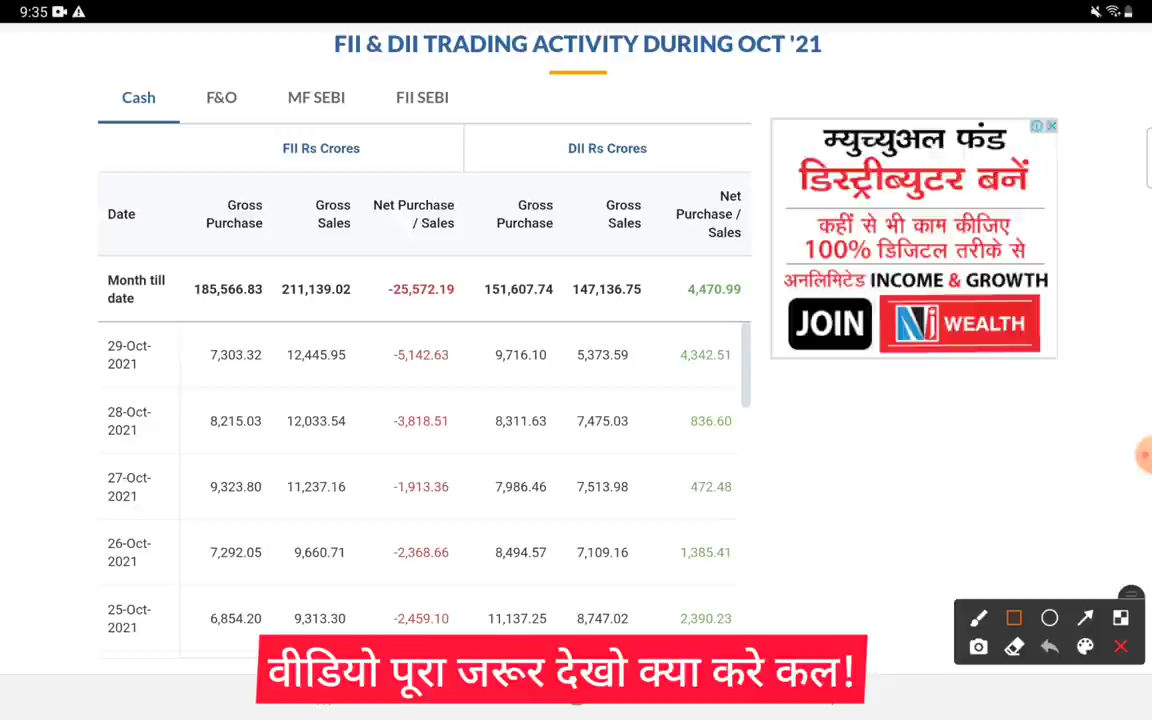 9:35
FII & DII TRADING ACTIVITY DURING OCT '21
Cash F&O MF SEBI FII SEBI
FII Rs Crores DII Rs Crores
Date Gross Purchase Gross Sales Net Purchase / Sales Gross Purchase Gross Sales Net Purchase / Sales
Month till date 185,566.83 211,139.02 -25,572.19 151,607.74 147,136.75 4,470.99
29-Oct-2021 7,303.32 12,445.95 -5,142.63 9,716.10 5,373.59 4,342.51
28-Oct-2021 8,215.03 12,033.54 -3,818.51 8,311.63 7,475.03 836.60
27-Oct-2021 9,323.80 11,237.16 -1,913.36 7,986.46 7,513.98 472.48
26-Oct-2021 7,292.05 9,660.71 -2,368.66 8,494.57 7,109.16 1,385.41
25-Oct-2021 6,854.20 9,313.30 -2,459.10 11,137.25 8,747.02 2,390.23
म्युच्युअल फंड
डिस्ट्रीब्युटर बनें
कहीं से भी काम कीजिए
100% डिजिटल तरीके से
अनलिमिटेड INCOME & GROWTH
JOIN NJ WEALTH
वीडियो पूरा जरूर देखो क्या करे कल!